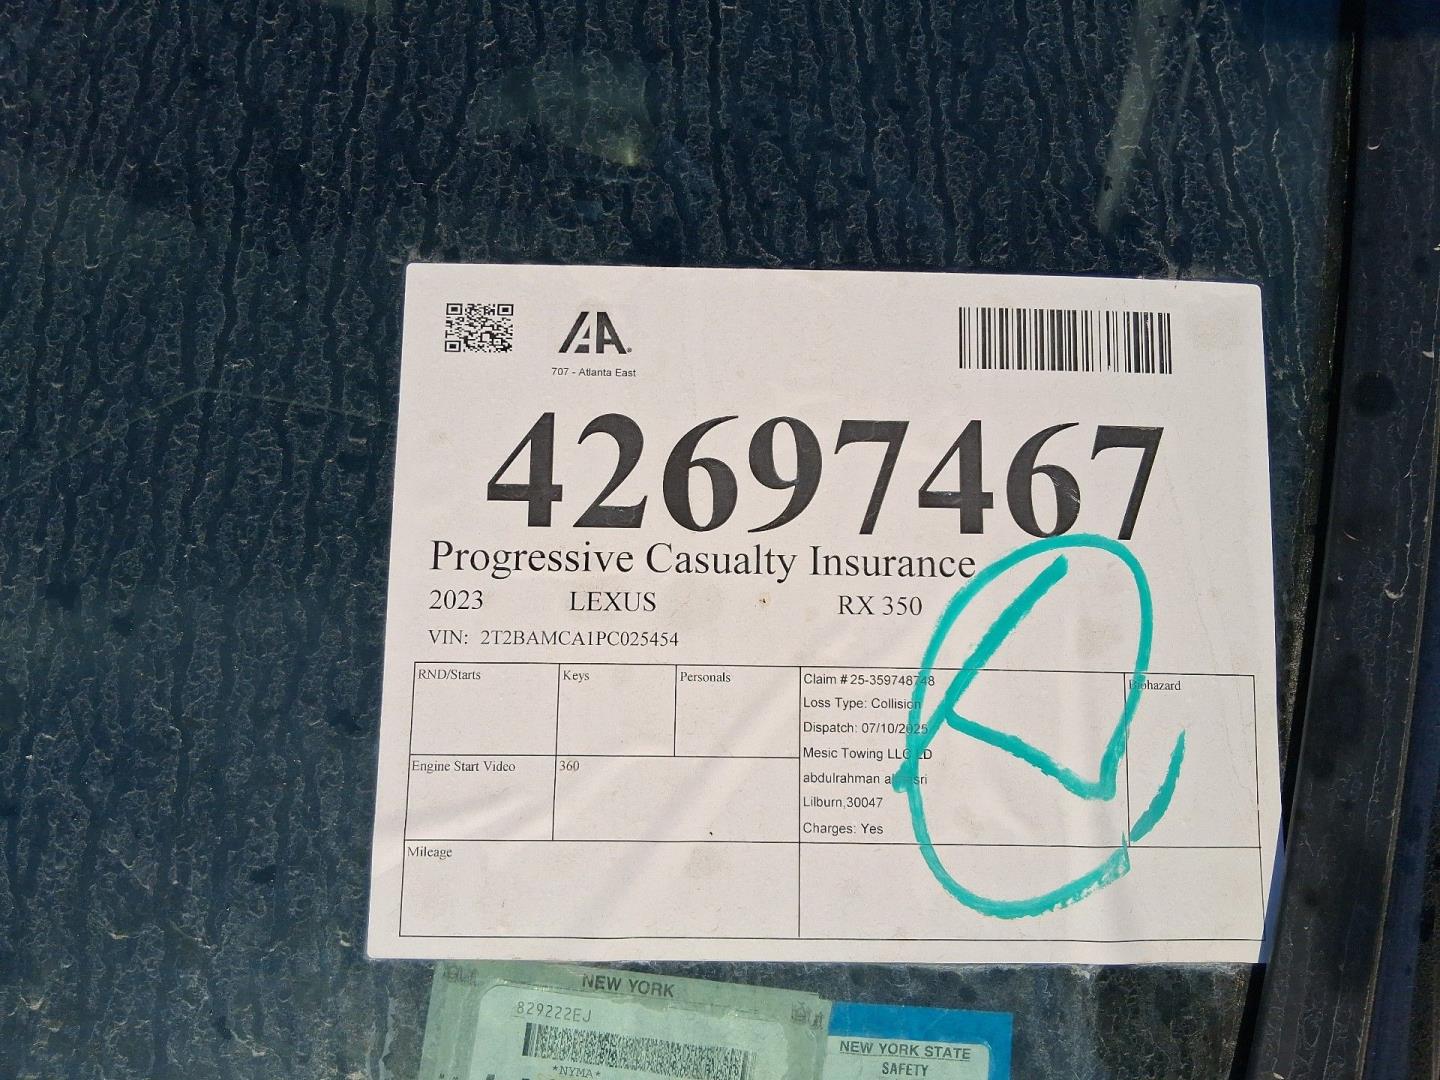 IAA
707 - Atlanta East
42697467
Progressive Casualty Insurance
2023 LEXUS RX 350
VIN: 2T2BAMCA1PC025454
RND/Starts
Keys
Personals
Claim # 25-359748748
Loss Type: Collision
Dispatch: 07/10/2025
Mesic Towing LLC
abdulrahman
Lilburn,30047
Charges: Yes
Biohazard
Engine Start Video
360
Mileage
NEW YORK
829222EJ
*NYMA*
NEW YORK STATE
SAFETY